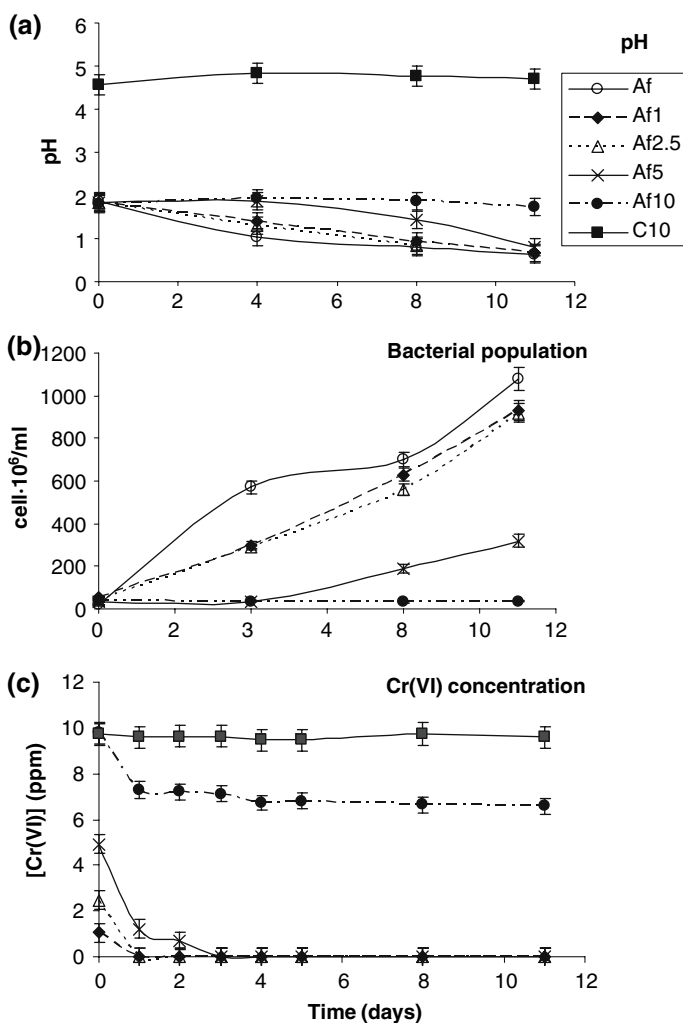 (a)
pH
6
5
4
3
2
1
0
pH
0 2 4 6 8 10 12
Af
Af1
Af2.5
Af5
Af10
C10
(b)
Bacterial population
1200
1000
800
600
400
200
0
cell·10⁶/ml
0 2 3 4 8 10 12
(c)
Cr(VI) concentration
12
10
8
6
4
2
0
[Cr(VI)] (ppm)
0 2 4 6 8 10 12
Time (days)